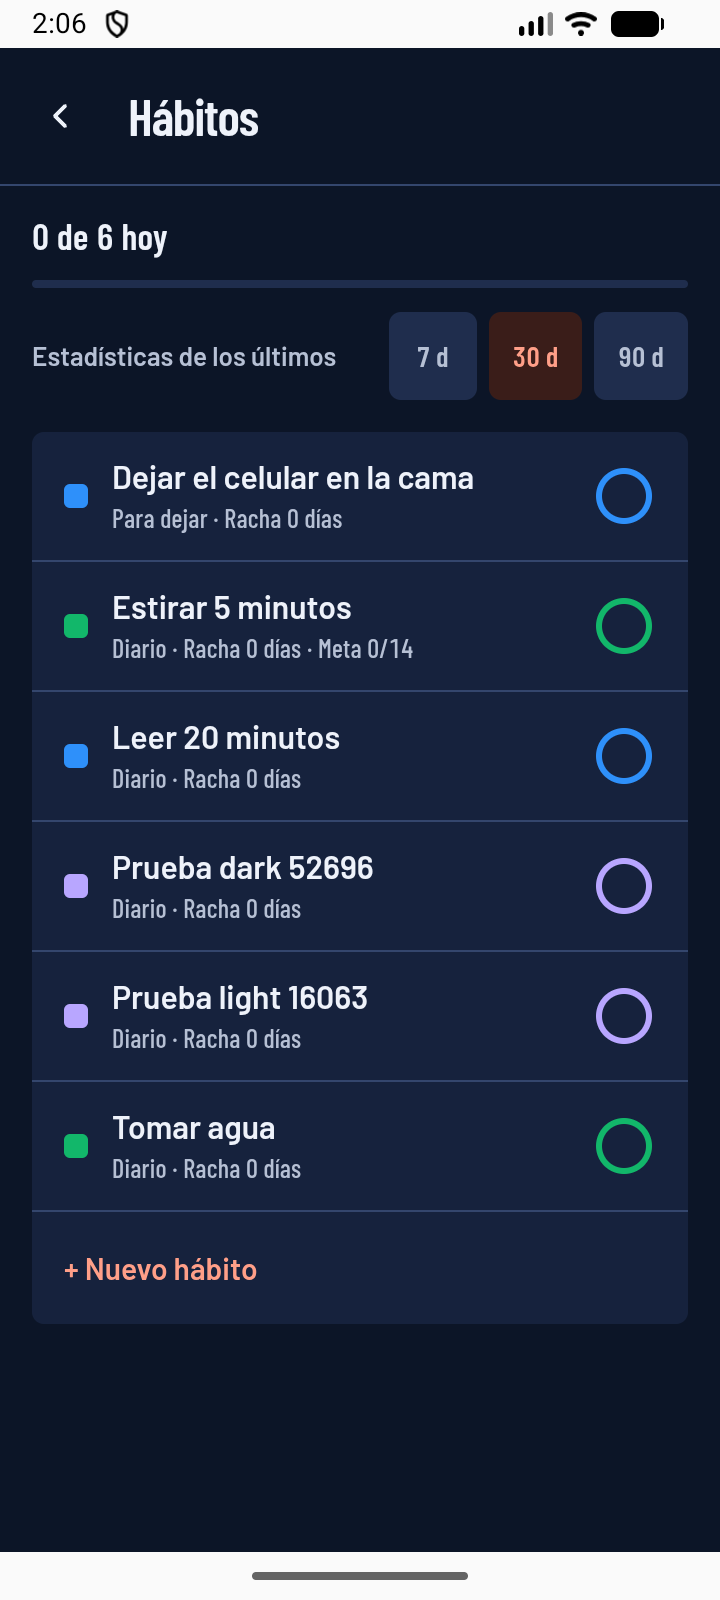 2:06
Hábitos
0 de 6 hoy
Estadísticas de los últimos
7 d
30 d
90 d
Dejar el celular en la cama
Para dejar · Racha 0 días
Estirar 5 minutos
Diario · Racha 0 días · Meta 0/14
Leer 20 minutos
Diario · Racha 0 días
Prueba dark 52696
Diario · Racha 0 días
Prueba light 16063
Diario · Racha 0 días
Tomar agua
Diario · Racha 0 días
+ Nuevo hábito